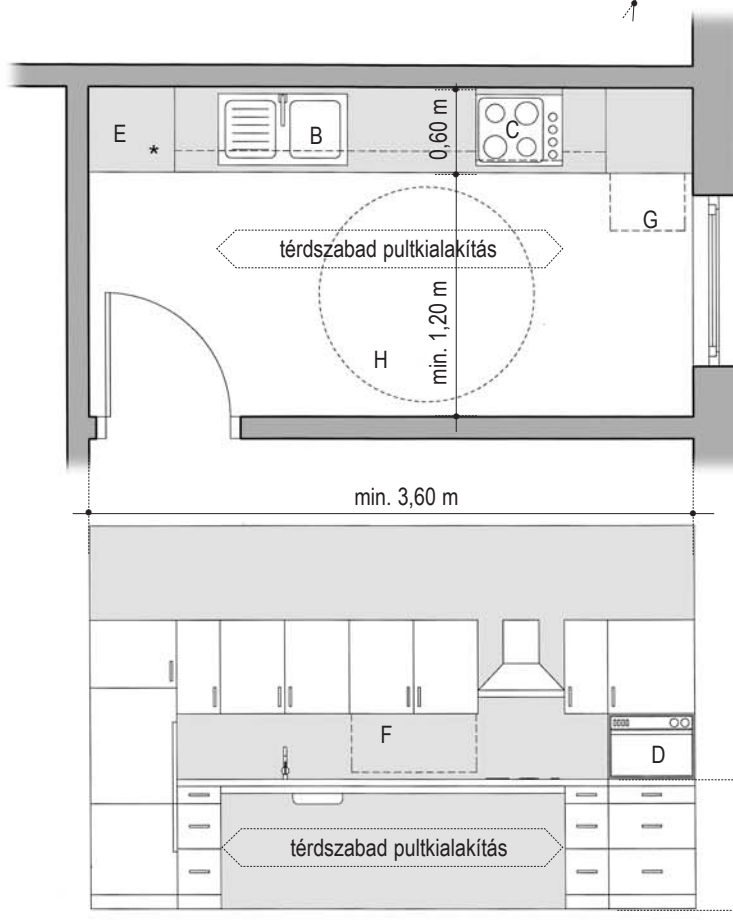 E
*
B
0,60 m
C
G
térdszabad pultkialakítás
min. 1,20 m
H
min. 3,60 m
F
D
térdszabad pultkialakítás